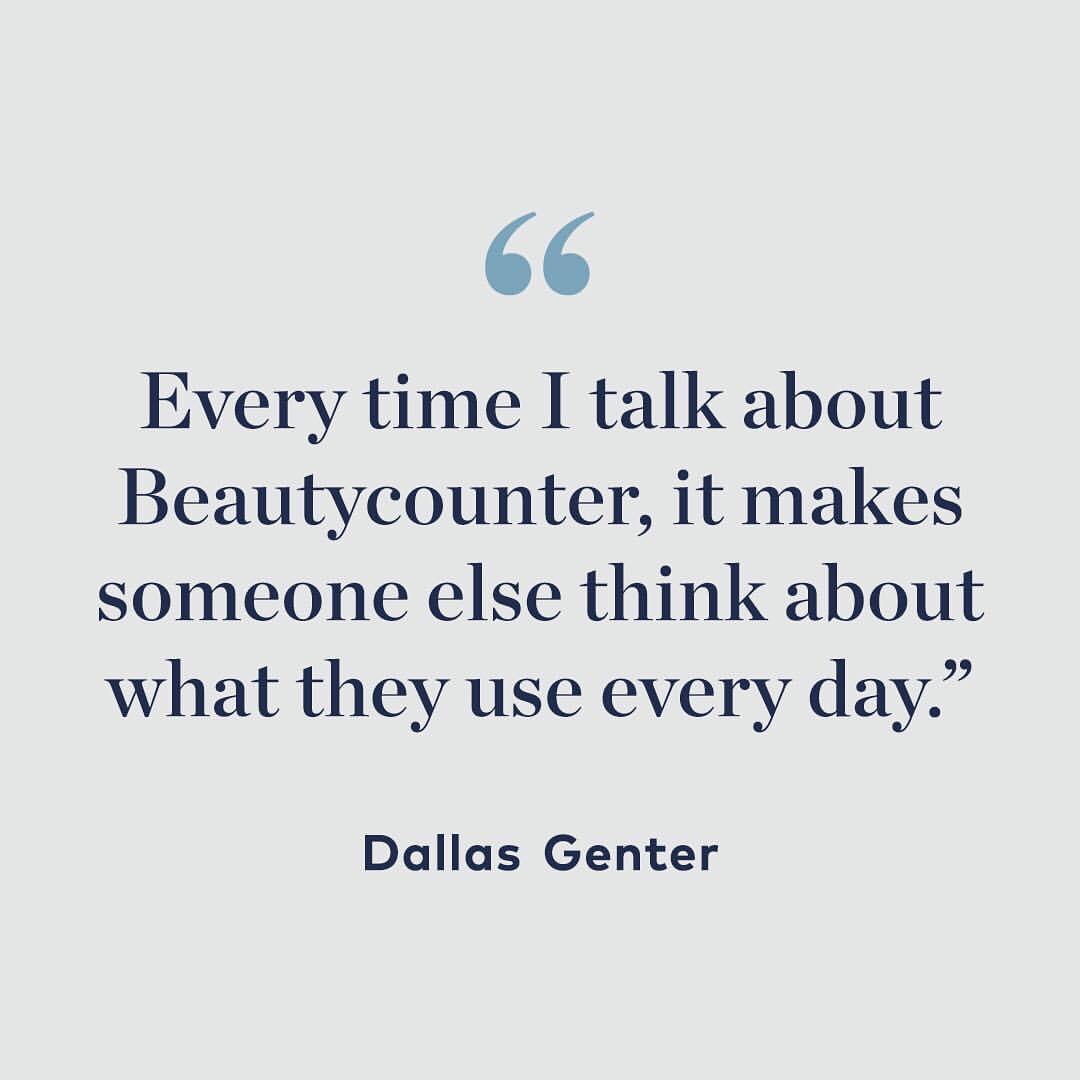 “
Every time I talk about
Beautycounter, it makes
someone else think about
what they use every day.”
Dallas Genter